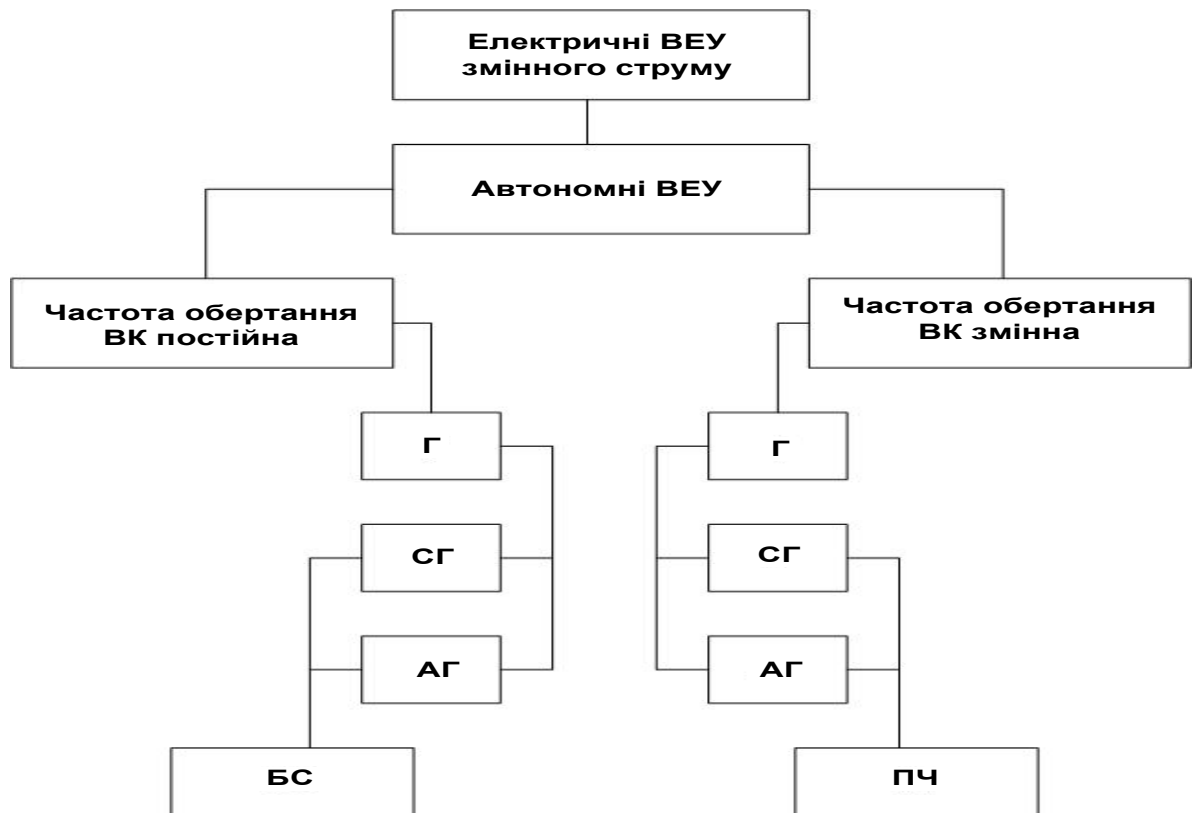 Електричні ВЕУ
змінного струму
Автономні ВЕУ
Частота обертання
ВК постійна
Частота обертання
ВК змінна
Г
Г
СГ
СГ
АГ
АГ
БС
ПЧ